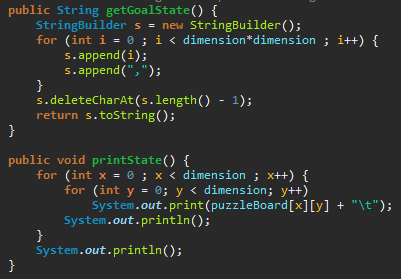 public String getGoalState() {
    StringBuilder s = new StringBuilder();
    for (int i = 0 ; i < dimension*dimension ; i++) {
        s.append(i);
        s.append(",");
    }
    s.deleteCharAt(s.length() - 1);
    return s.toString();
}

public void printState() {
    for (int x = 0 ; x < dimension ; x++) {
        for (int y = 0; y < dimension; y++)
            System.out.print(puzzleBoard[x][y] + "\t");
        System.out.println();
    }
    System.out.println();
}